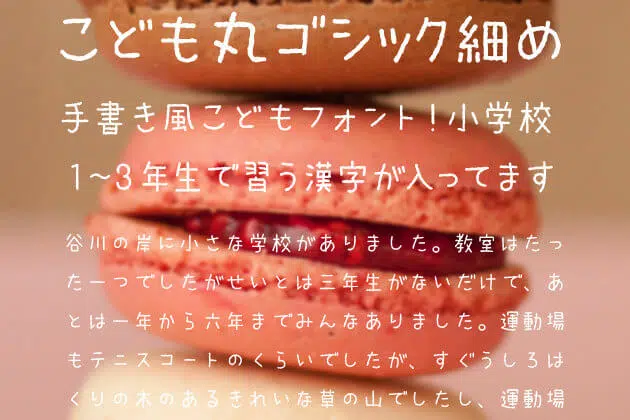 こども丸ゴシック細め
手書き風こどもフォント！小学校
1~3年生で習う漢字が入ってます
谷川の岸に小さな学校がありました。教室はたっ
た一つでしたがせいとは三年生がないだけで、あ
とは一年から六年までみんなありました。運動場
もテニスコートのくらいでしたが、すぐうしろは
くりの木のあるきれいな草の山でしたし、運動場